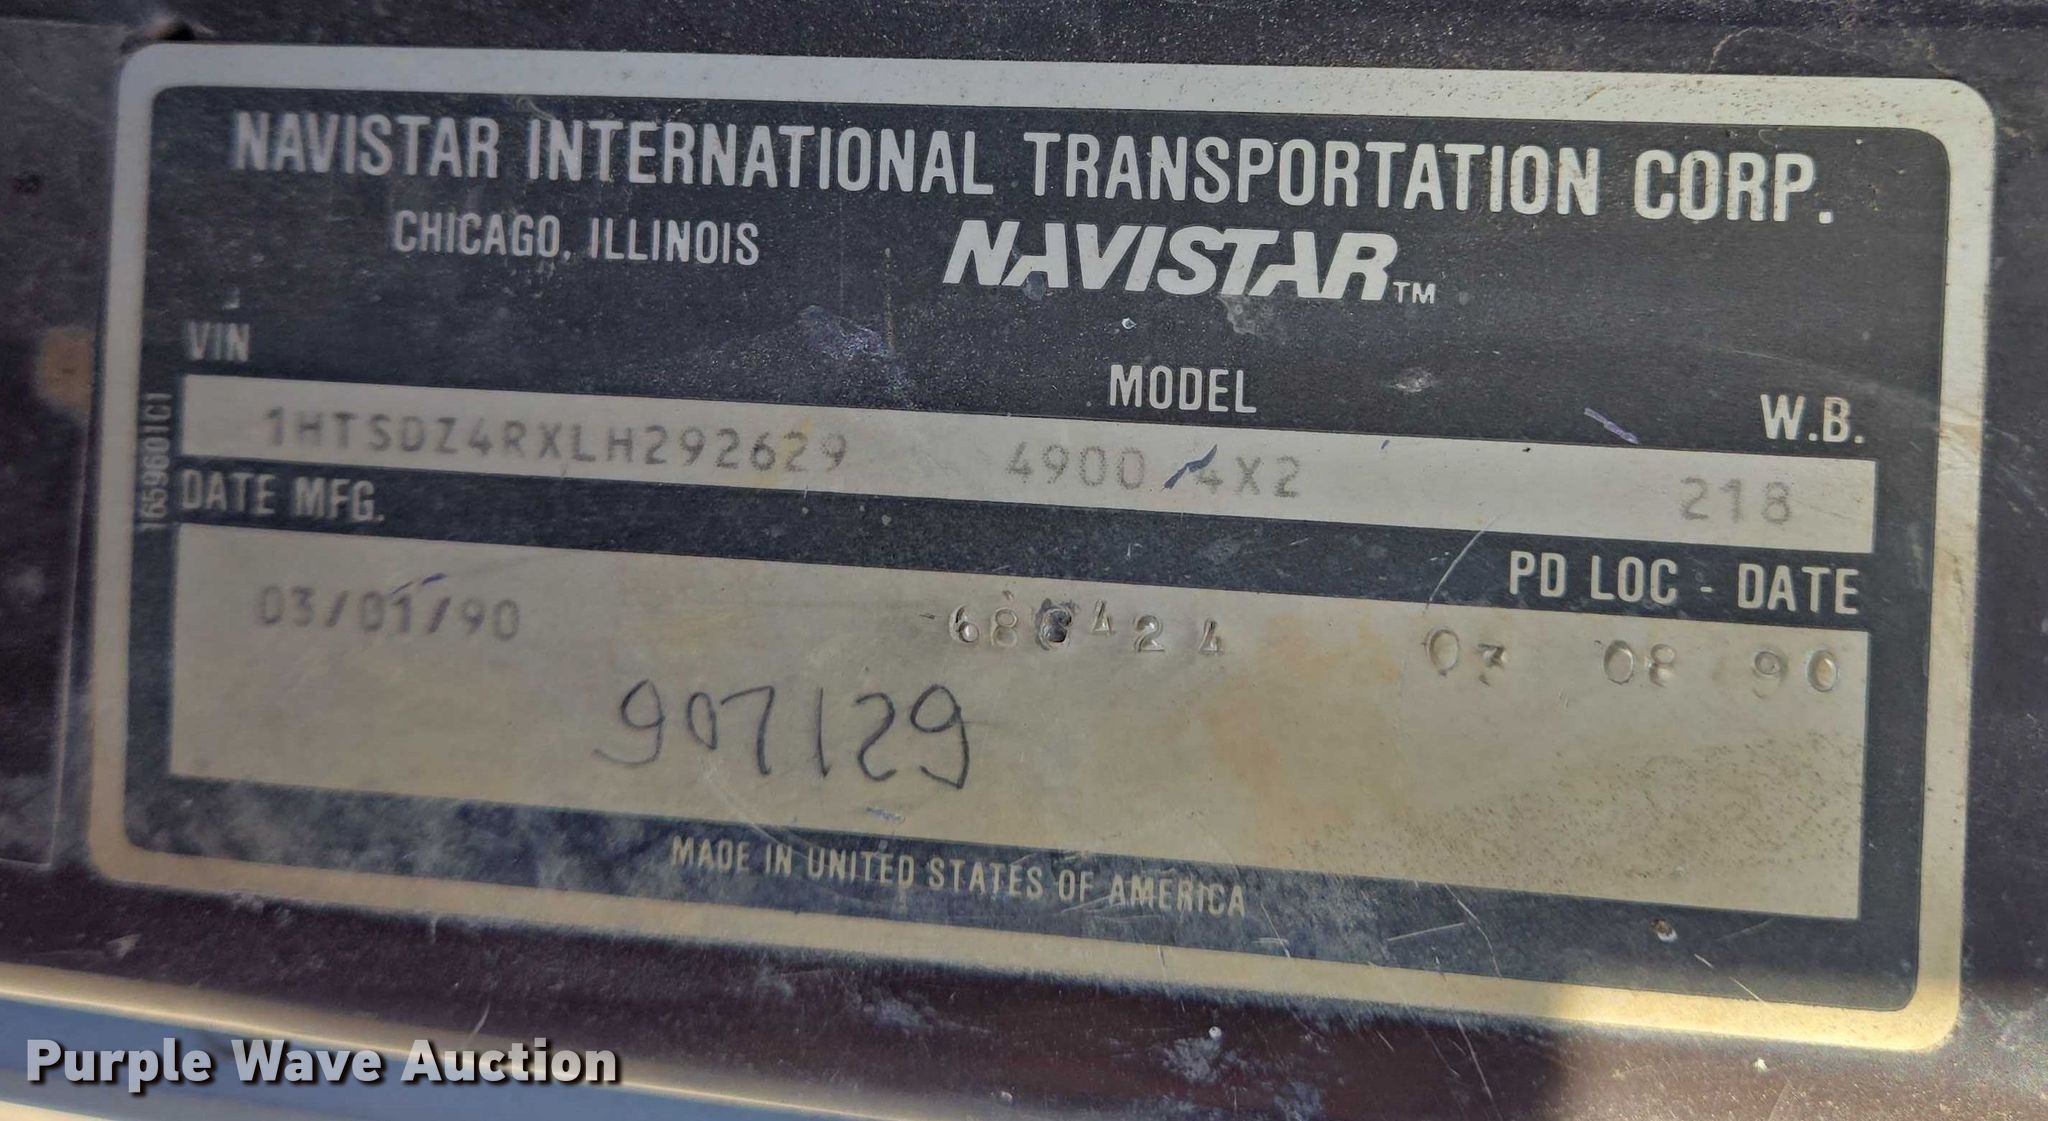 NAVISTAR INTERNATIONAL TRANSPORTATION CORP.
CHICAGO, ILLINOIS NAVISTAR™
VIN MODEL W.B.
1HTSDZ4RXLH292629 4900 4X2 218
DATE MFG. PD LOC - DATE
03/01/90 03 08 90
907129
MADE IN UNITED STATES OF AMERICA
1659601C1
Purple Wave Auction